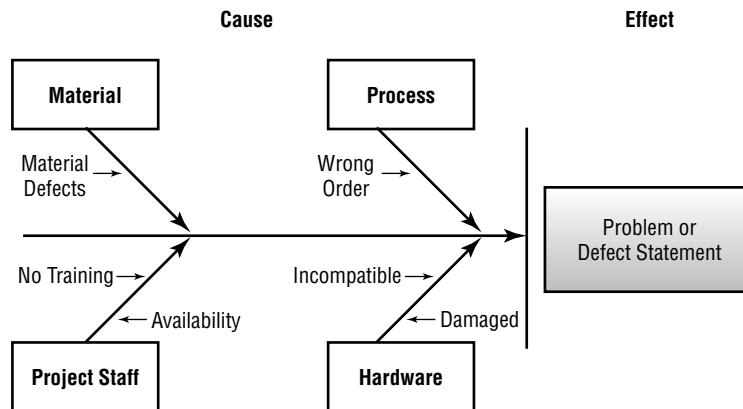 Cause
Effect
Material
Process
Material
Defects
Wrong
Order
Problem or
Defect Statement
No Training
Incompatible
Availability
Damaged
Project Staff
Hardware